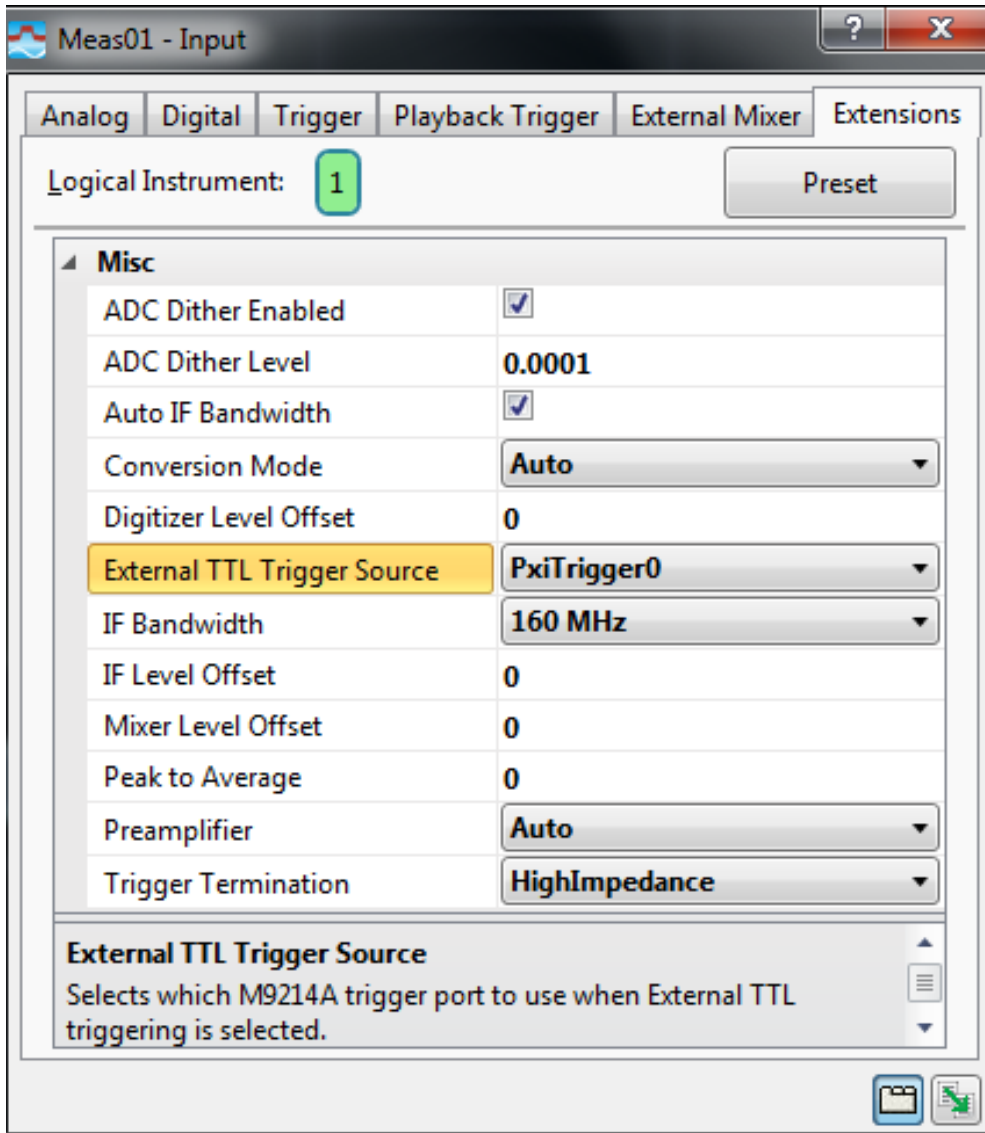 Meas01 - Input
?
Analog Digital Trigger Playback Trigger External Mixer Extensions
Logical Instrument: 1 Preset
Misc
ADC Dither Enabled
ADC Dither Level 0.0001
Auto IF Bandwidth
Conversion Mode Auto
Digitizer Level Offset 0
External TTL Trigger Source PxiTrigger0
IF Bandwidth 160 MHz
IF Level Offset 0
Mixer Level Offset 0
Peak to Average 0
Preamplifier Auto
Trigger Termination HighImpedance
External TTL Trigger Source
Selects which M9214A trigger port to use when External TTL
triggering is selected.